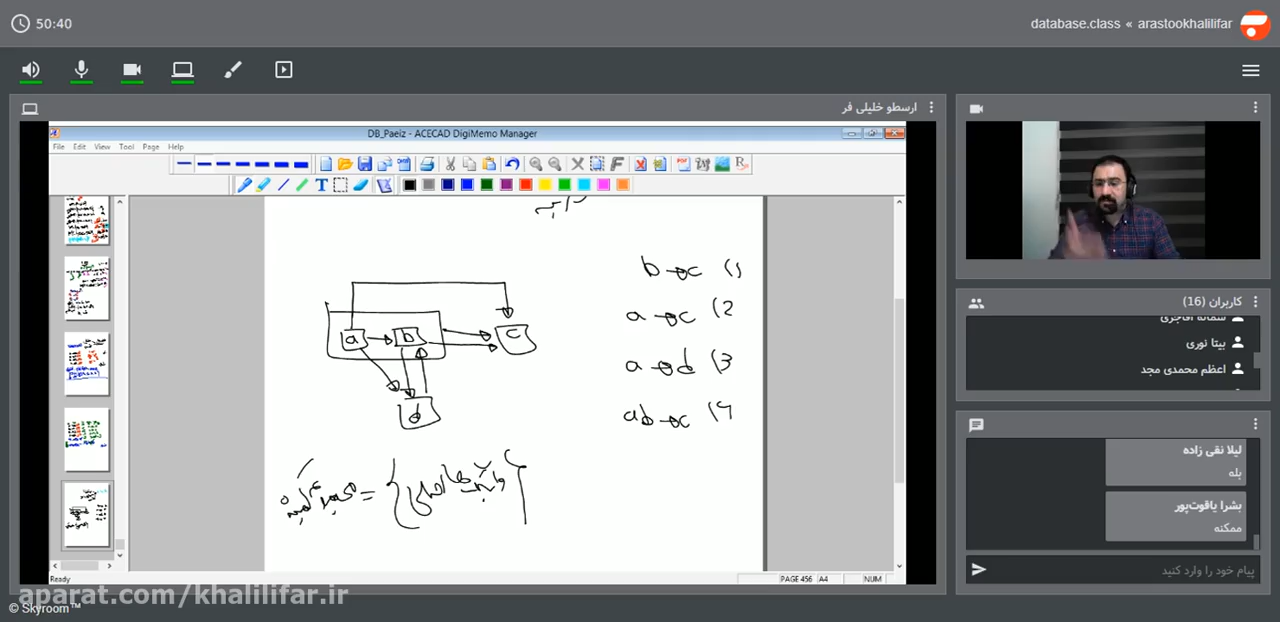 50:40
database.class « arastookhalilifar
ارسطو خلیلی فر
DB_Paeiz - ACECAD DigiMemo Manager
File Edit View Tool Page Help
b → c (1
a → c (2
a → d (3
ab → c (4
a
b
c
d
Ready
PAGE 456 A4 NUM
کاربران (16)
سمانه آقاجری
بیتا نوری
اعظم محمدی مجد
لیلا نقی زاده
بله
بشرا یاقوت‌پور
ممکنه
پیام خود را وارد کنید
aparat.com/khalilifar.ir
© Skyroom™